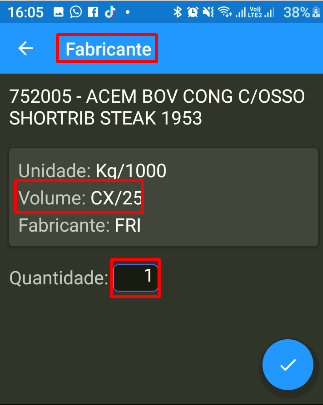 16:05 38%
Fabricante
752005 - ACEM BOV CONG C/OSSO
SHORTRIB STEAK 1953
Unidade: Kg/1000
Volume: CX/25
Fabricante: FRI
Quantidade: 1